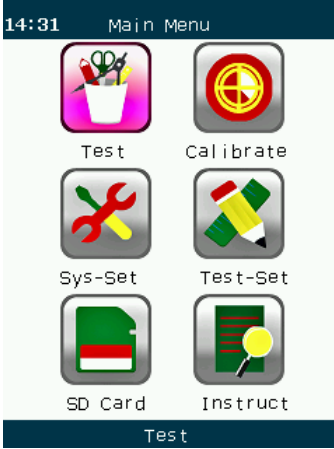 14:31 Main Menu
Test Calibrate
Sys-Set Test-Set
SD Card Instruct
Test